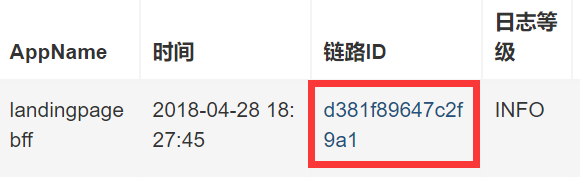 AppName
时间
链路ID
日志等
级
landingpage
bff
2018-04-28 18:
27:45
d381f89647c2f
9a1
INFO